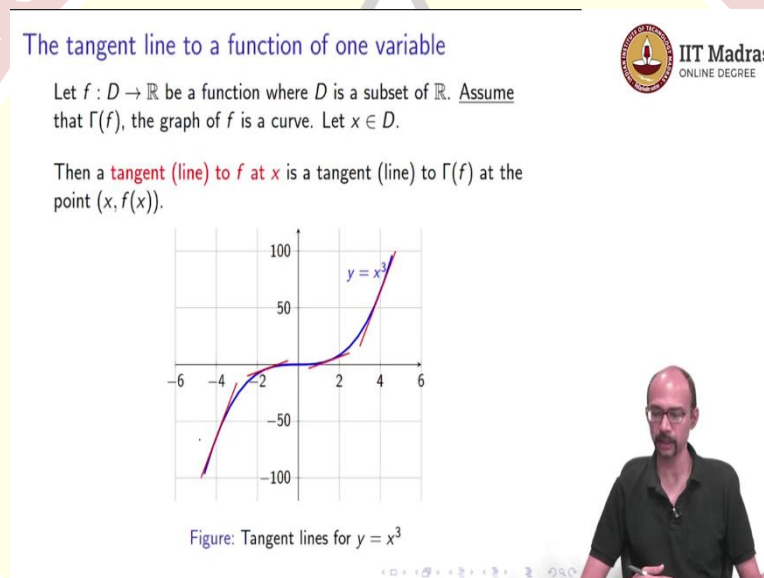 The tangent line to a function of one variable
IIT Madras
ONLINE DEGREE
Let f : D → ℝ be a function where D is a subset of ℝ. Assume
that Γ(f), the graph of f is a curve. Let x ∈ D.
Then a tangent (line) to f at x is a tangent (line) to Γ(f) at the
point (x, f(x)).
100
y = x³
50
−6 −4 −2 2 4 6
−50
−100
Figure: Tangent lines for y = x³